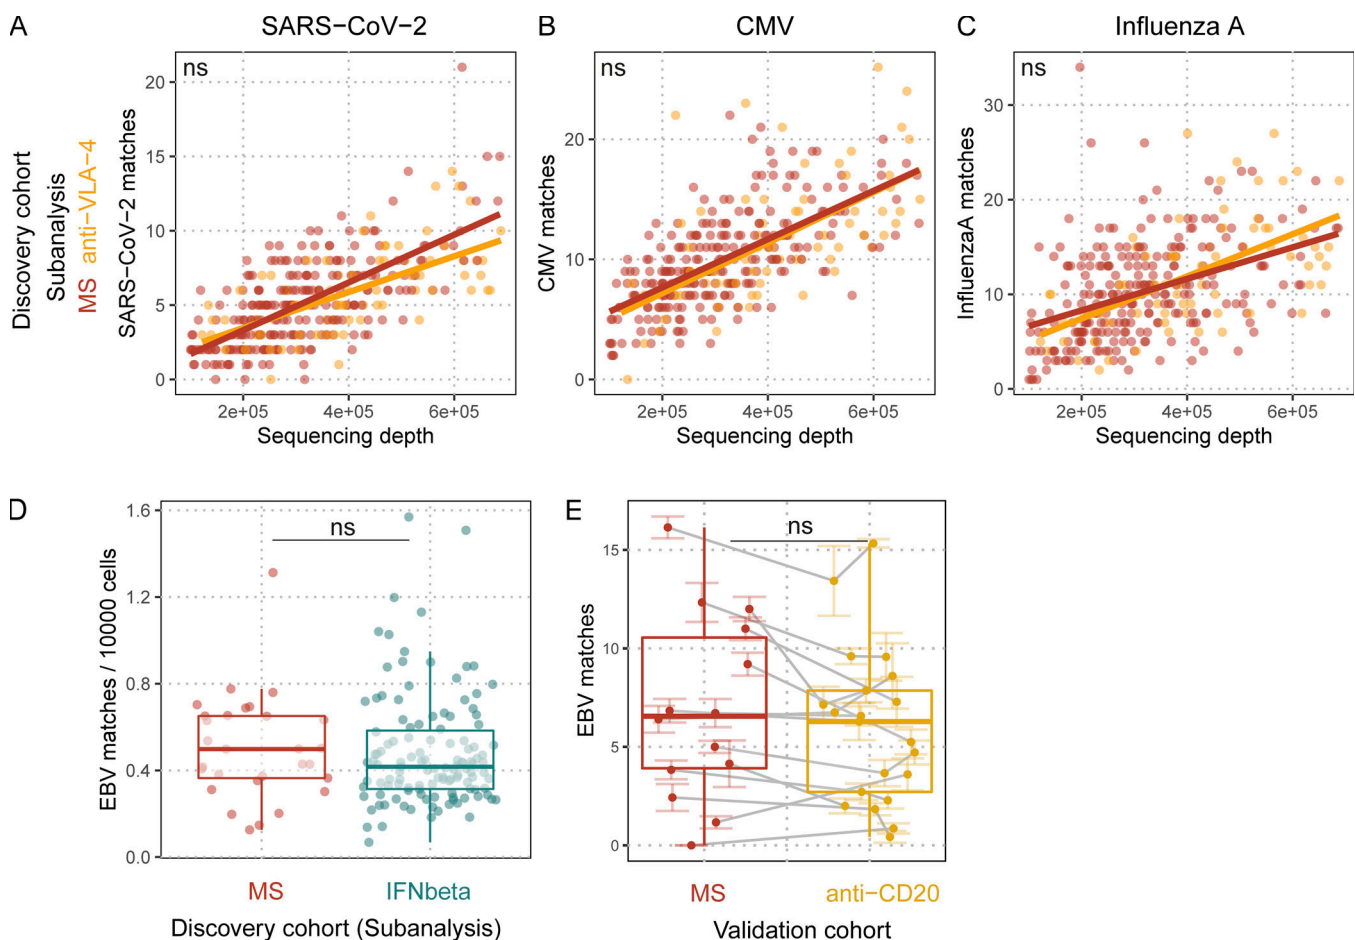 A SARS−CoV−2
B CMV
C Influenza A
Discovery cohort
Subanalysis
MS anti−VLA−4
SARS−CoV−2 matches
ns
20
15
10
5
0
2e+05 4e+05 6e+05
Sequencing depth
CMV matches
ns
20
10
0
2e+05 4e+05 6e+05
Sequencing depth
InfluenzaA matches
ns
30
20
10
0
2e+05 4e+05 6e+05
Sequencing depth
D
EBV matches / 10000 cells
1.6
1.2
0.8
0.4
0.0
ns
MS IFNbeta
Discovery cohort (Subanalysis)
E
EBV matches
15
10
5
0
ns
MS anti−CD20
Validation cohort